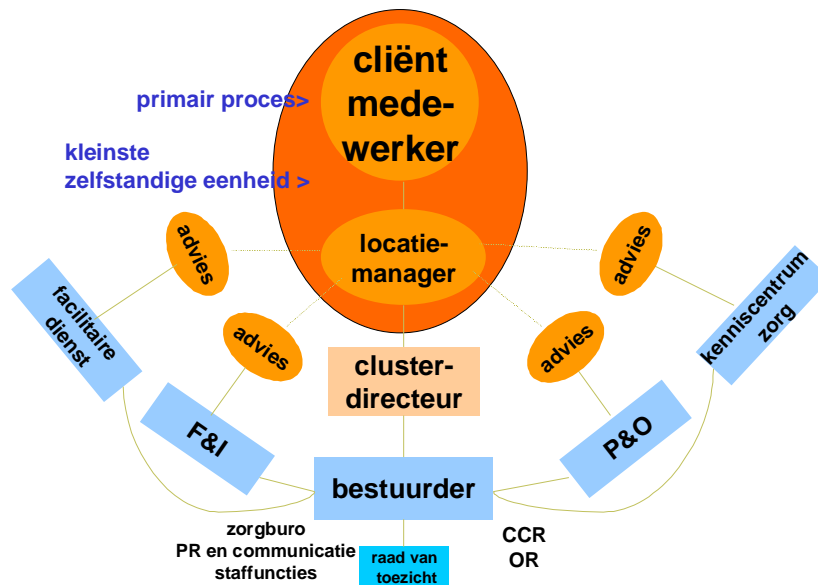 cliënt
mede-
werker
primair proces>
kleinste
zelfstandige eenheid >
locatie-
manager
advies
advies
advies
advies
facilitaire
dienst
kenniscentrum
zorg
F&I
P&O
cluster-
directeur
bestuurder
zorgburo
PR en communicatie
staffuncties
raad van
toezicht
CCR
OR